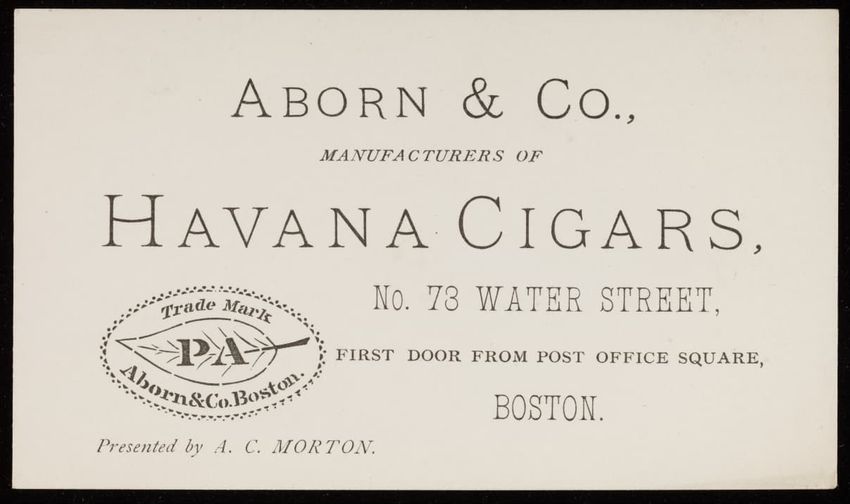 ABORN & CO.,
MANUFACTURERS OF
HAVANA CIGARS,
No. 73 WATER STREET,
FIRST DOOR FROM POST OFFICE SQUARE,
BOSTON.
Trade Mark
P A
Aborn & Co. Boston.
Presented by A. C. MORTON.